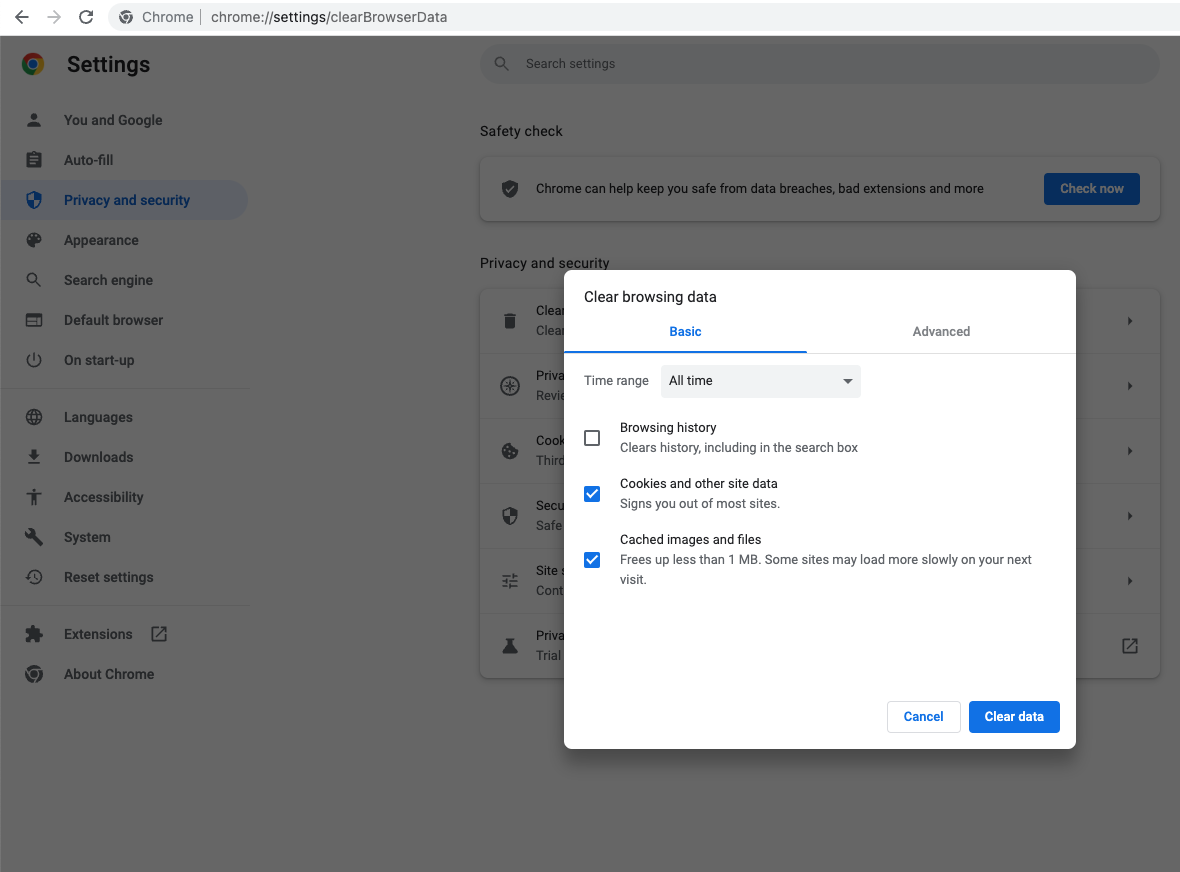 Chrome
chrome://settings/clearBrowserData
Settings
Search settings
You and Google
Auto-fill
Privacy and security
Appearance
Search engine
Default browser
On start-up
Languages
Downloads
Accessibility
System
Reset settings
Extensions
About Chrome
Safety check
Chrome can help keep you safe from data breaches, bad extensions and more
Check now
Privacy and security
Clear
Clear
Priva
Revie
Cook
Third
Secu
Safe
Site s
Cont
Priva
Trial
Clear browsing data
Basic
Advanced
Time range
All time
Browsing history
Clears history, including in the search box
Cookies and other site data
Signs you out of most sites.
Cached images and files
Frees up less than 1 MB. Some sites may load more slowly on your next
visit.
Cancel
Clear data